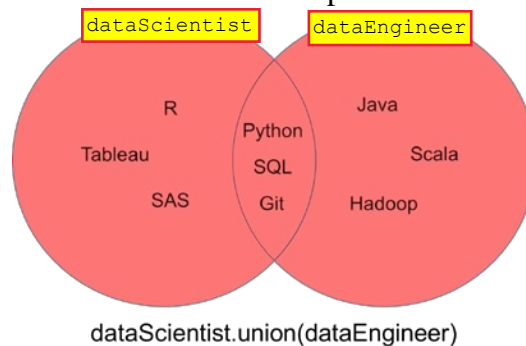 dataScientist
dataEngineer
R
Tableau
SAS
Python
SQL
Git
Java
Scala
Hadoop
dataScientist.union(dataEngineer)